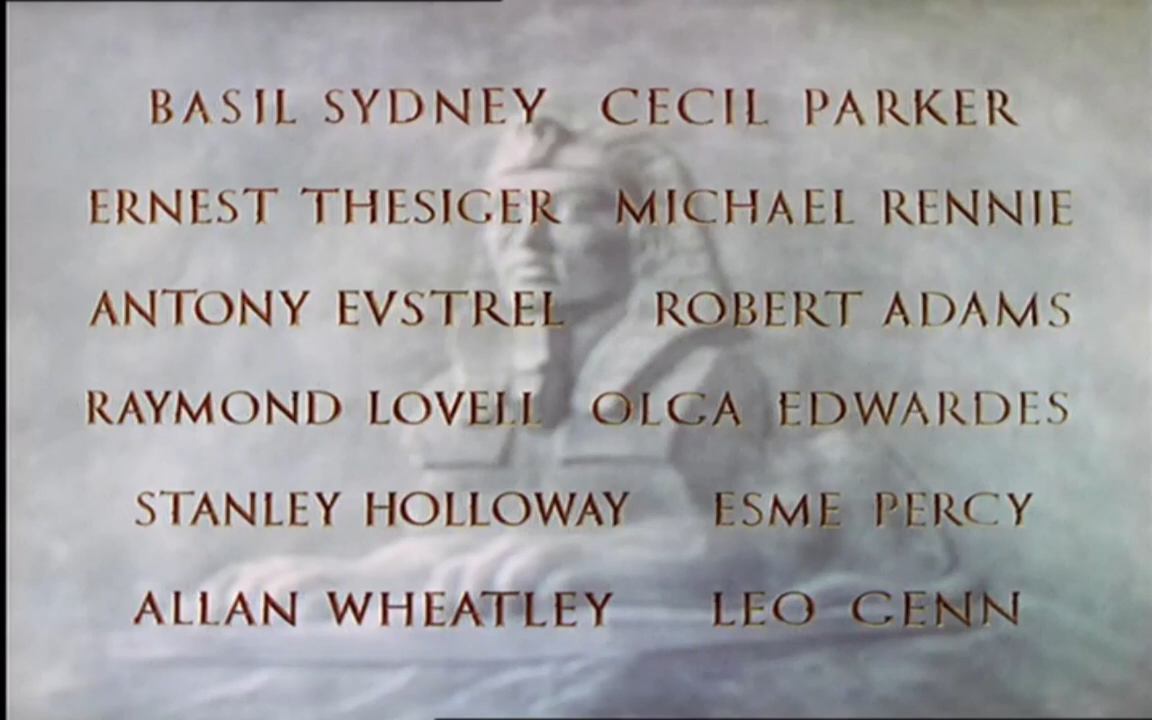 BASIL SYDNEY CECIL PARKER
ERNEST THESIGER MICHAEL RENNIE
ANTONY EVSTREL ROBERT ADAMS
RAYMOND LOVELL OLGA EDWARDES
STANLEY HOLLOWAY ESME PERCY
ALLAN WHEATLEY LEO GENN